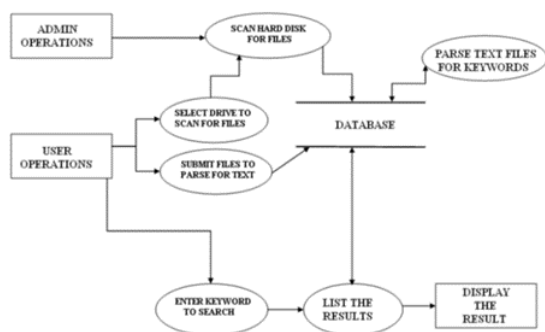 ADMIN
OPERATIONS
SCAN HARD DISK
FOR FILES
PARSE TEXT FILES
FOR KEYWORDS
SELECT DRIVE TO
SCAN FOR FILES
DATABASE
USER
OPERATIONS
SUBMIT FILES TO
PARSE FOR TEXT
ENTER KEYWORD
TO SEARCH
LIST THE
RESULTS
DISPLAY
THE
RESULT